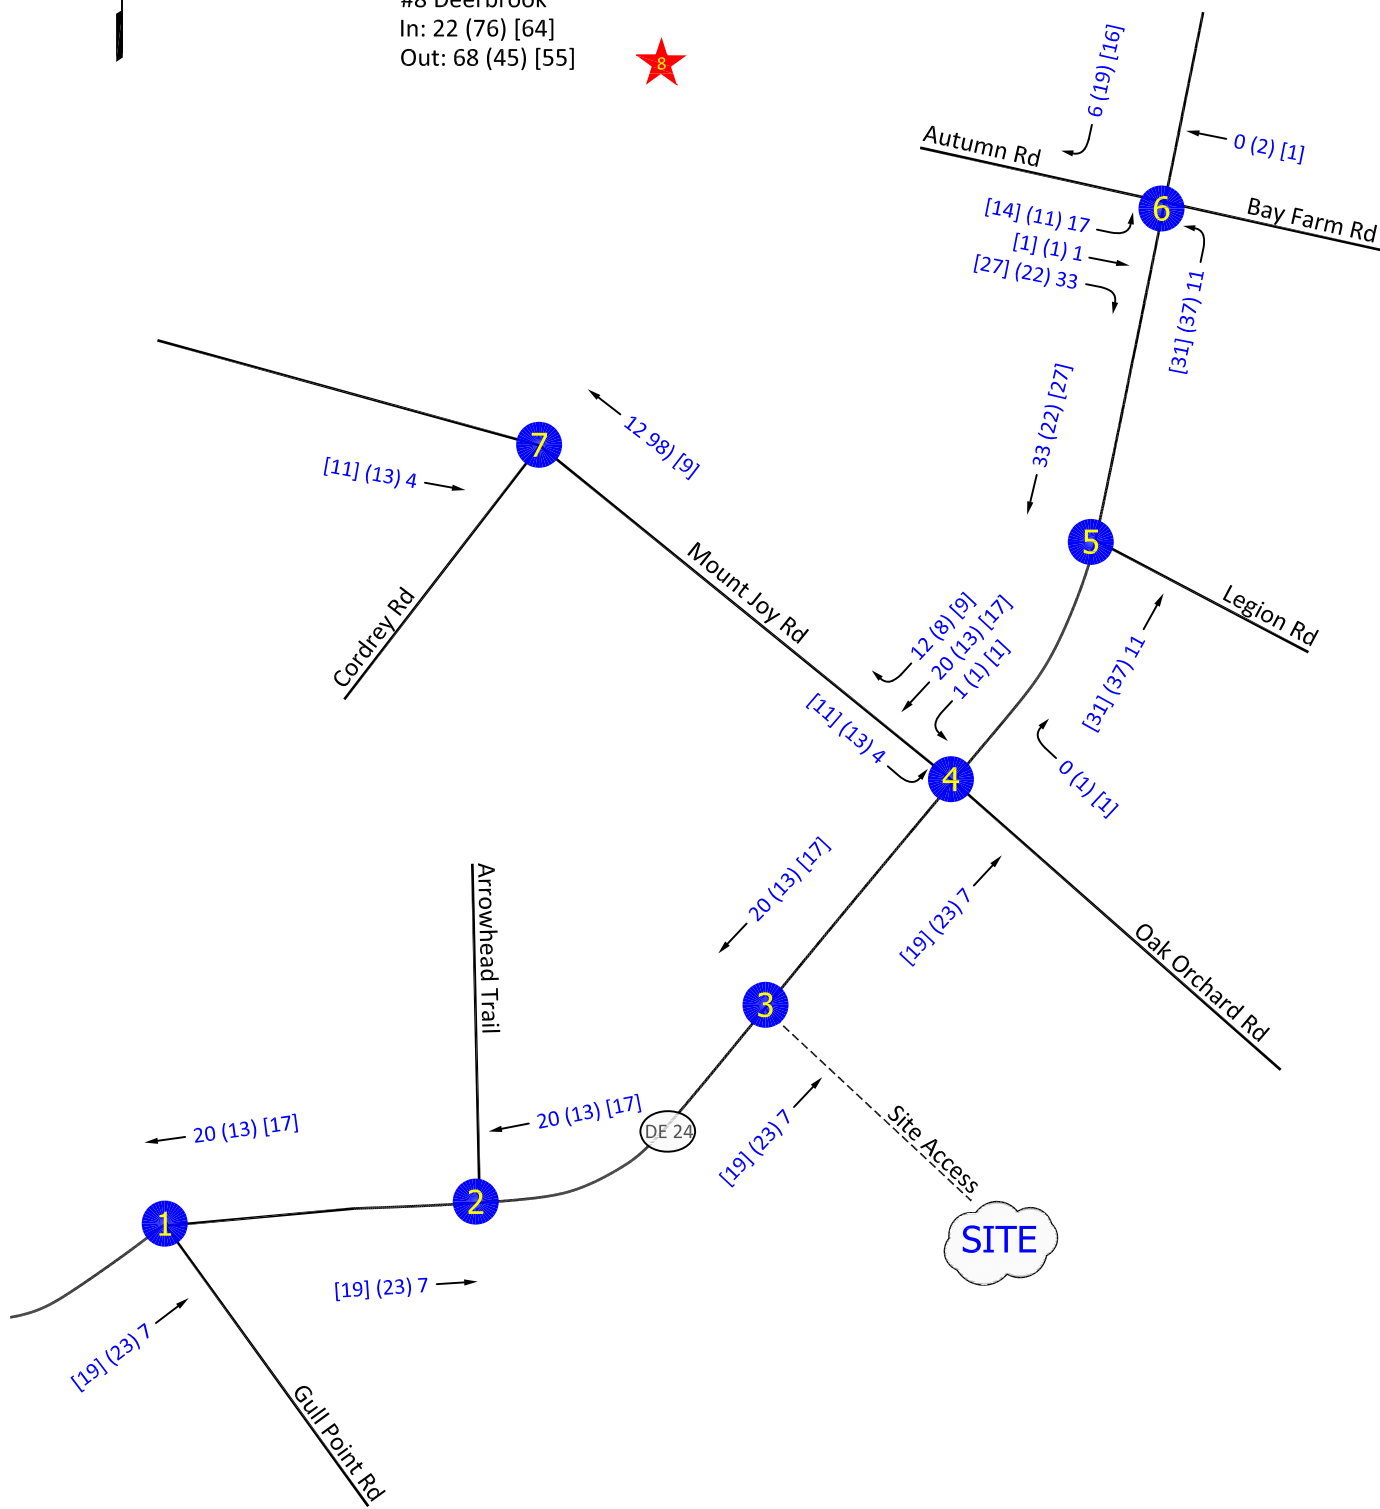 #8 Deerbrook
In: 22 (76) [64]
Out: 68 (45) [55]
8
6 (19) [16]
0 (2) [1]
Autumn Rd
Bay Farm Rd
6
[14] (11) 17
[1] (1) 1
[27] (22) 33
[31] (37) 11
33 (22) [27]
7
12 98) [9]
[11] (13) 4
5
Mount Joy Rd
Legion Rd
Cordrey Rd
12 (8) [9]
20 (13) [17]
1 (1) [1]
[31] (37) 11
[11] (13) 4
4
0 (1) [1]
20 (13) [17]
[19] (23) 7
Arrowhead Trail
Oak Orchard Rd
3
20 (13) [17]
20 (13) [17]
DE 24
[19] (23) 7
Site Access
1
2
SITE
[19] (23) 7
[19] (23) 7
Gull Point Rd